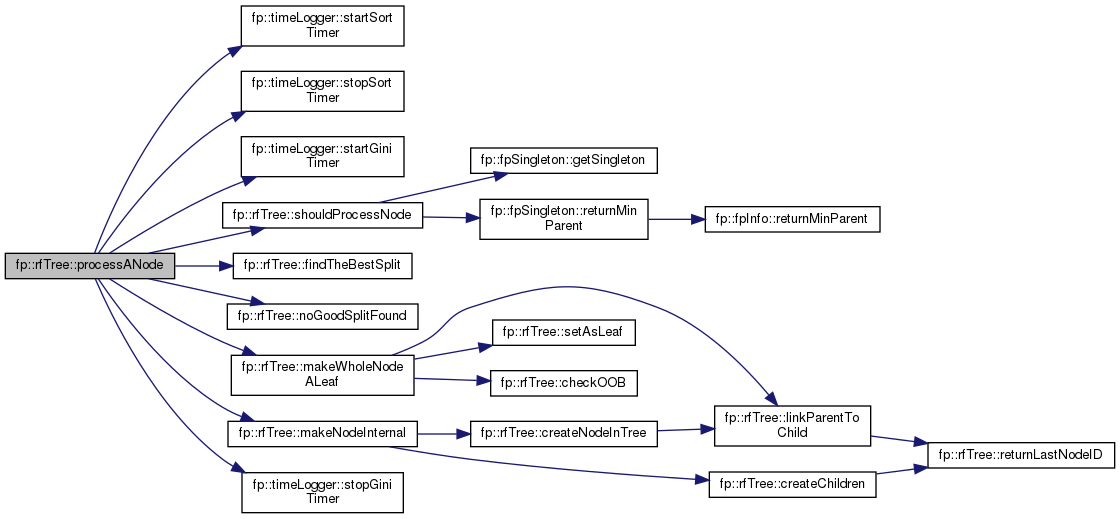 fp::timeLogger::startSort
Timer
fp::timeLogger::stopSort
Timer
fp::timeLogger::startGini
Timer
fp::fpSingleton::getSingleton
fp::rfTree::shouldProcessNode
fp::fpSingleton::returnMin
Parent
fp::fpInfo::returnMinParent
fp::rfTree::processANode
fp::rfTree::findTheBestSplit
fp::rfTree::noGoodSplitFound
fp::rfTree::setAsLeaf
fp::rfTree::makeWholeNode
ALeaf
fp::rfTree::checkOOB
fp::rfTree::linkParentTo
Child
fp::rfTree::makeNodeInternal
fp::rfTree::createNodeInTree
fp::rfTree::returnLastNodeID
fp::rfTree::createChildren
fp::timeLogger::stopGini
Timer